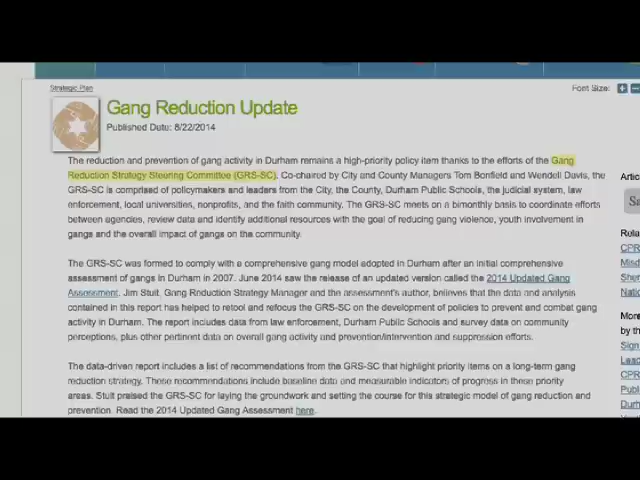 Strategic Plan
Font Size:
Gang Reduction Update
Published Date: 8/22/2014
The reduction and prevention of gang activity in Durham remains a high-priority policy item thanks to the efforts of the Gang
Reduction Strategy Steering Committee (GRS-SC). Co-chaired by City and County Managers Tom Bonfield and Wendell Davis, the
GRS-SC is comprised of policymakers and leaders from the City, the County, Durham Public Schools, the judicial system, law
enforcement, local universities, nonprofits, and the faith community. The GRS-SC meets on a bimonthly basis to coordinate efforts
between agencies, review data and identify additional resources with the goal of reducing gang violence, youth involvement in
gangs and the overall impact of gangs on the community.
The GRS-SC was formed to comply with a comprehensive gang model adopted in Durham after an initial comprehensive
assessment of gangs in Durham in 2007. June 2014 saw the release of an updated version called the 2014 Updated Gang
Assessment. Jim Stuit, Gang Reduction Strategy Manager and the assessment's author, believes that the data and analysis
contained in this report has helped to retool and refocus the GRS-SC on the development of policies to prevent and combat gang
activity in Durham. The report includes data from law enforcement, Durham Public Schools and survey data on community
perceptions, plus other pertinent data on overall gang activity and prevention/intervention and suppression efforts.
The data-driven report includes a list of recommendations from the GRS-SC that highlight priority items on a long-term gang
reduction strategy. These recommendations include baseline data and measurable indicators of progress in these priority
areas. Stuit praised the GRS-SC for laying the groundwork and setting the course for this strategic model of gang reduction and
prevention. Read the 2014 Updated Gang Assessment here.
Artic
Rela
CPR
Misd
Sher
Natio
More
by th
Sign
Lead
CPR
Publ
Durh